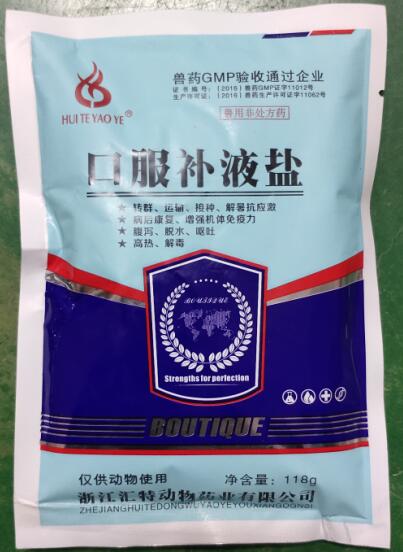 兽药GMP验收通过企业
证书编号：(2016)兽药GMP证字11012号
生产许可证：(2016)兽药生产许可证字11062号
HUI TE YAO YE®
兽用非处方药
口服补液盐
★ 转群、运输、抢种、解暑抗应激
★ 病后康复、增强机体免疫力
★ 腹泻、脱水、呕吐
★ 高热、解毒
BOUTIQUE
Strengths for perfection
BOUTIQUE
仅供动物使用
净含量：118g
浙江汇特动物药业有限公司
ZHEJIANGHUITEDONGWUYAOYEYOUXIANGONGSI